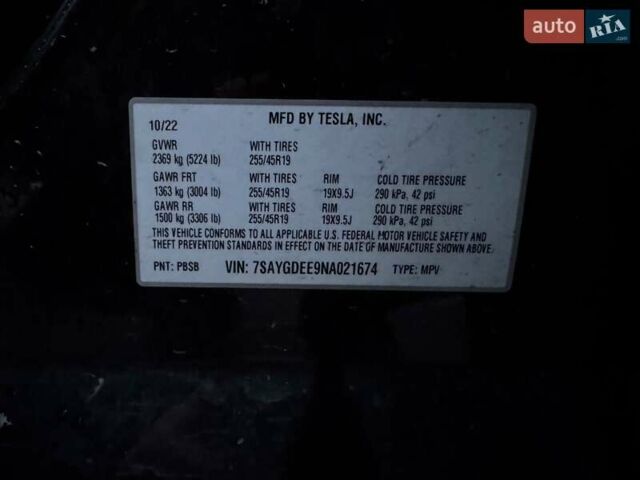 auto RIA .com
10/22 MFD BY TESLA, INC.
GVWR WITH TIRES
2369 kg (5224 lb) 255/45R19
GAWR FRT WITH TIRES RIM COLD TIRE PRESSURE
1363 kg (3004 lb) 255/45R19 19X9.5J 290 kPa, 42 psi
GAWR RR WITH TIRES RIM COLD TIRE PRESSURE
1500 kg (3306 lb) 255/45R19 19X9.5J 290 kPa, 42 psi
THIS VEHICLE CONFORMS TO ALL APPLICABLE U.S. FEDERAL MOTOR VEHICLE SAFETY AND
THEFT PREVENTION STANDARDS IN EFFECT ON THE DATE OF MANUFACTURE SHOWN ABOVE.
PNT: PBSB VIN: 7SAYGDEE9NA021674 TYPE: MPV